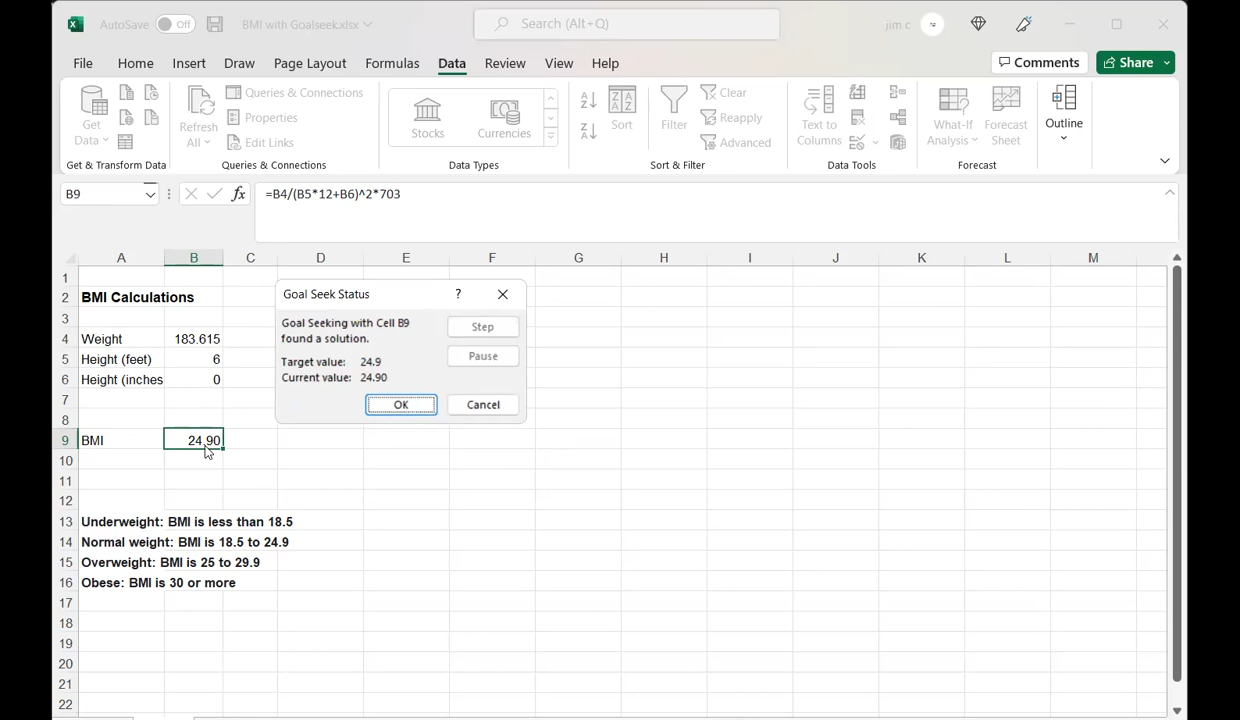 AutoSave Off BMI with Goalseek.xlsx Search (Alt+Q) jim c
File Home Insert Draw Page Layout Formulas Data Review View Help Comments Share
Get Data
Refresh All
Queries & Connections
Properties
Edit Links
Stocks
Currencies
Sort
Filter
Clear
Reapply
Advanced
Text to Columns
What-If Analysis
Forecast Sheet
Outline
Get & Transform Data Queries & Connections Data Types Sort & Filter Data Tools Forecast
B9 fx =B4/(B5*12+B6)^2*703
A B C D E F G H I J K L M
1
2 BMI Calculations
3
4 Weight 183.615
5 Height (feet) 6
6 Height (inches 0
7
8
9 BMI 24.90
10
11
12
13 Underweight: BMI is less than 18.5
14 Normal weight: BMI is 18.5 to 24.9
15 Overweight: BMI is 25 to 29.9
16 Obese: BMI is 30 or more
17
18
19
20
21
22
Goal Seek Status ?
Goal Seeking with Cell B9
found a solution.
Target value: 24.9
Current value: 24.90
Step
Pause
OK Cancel